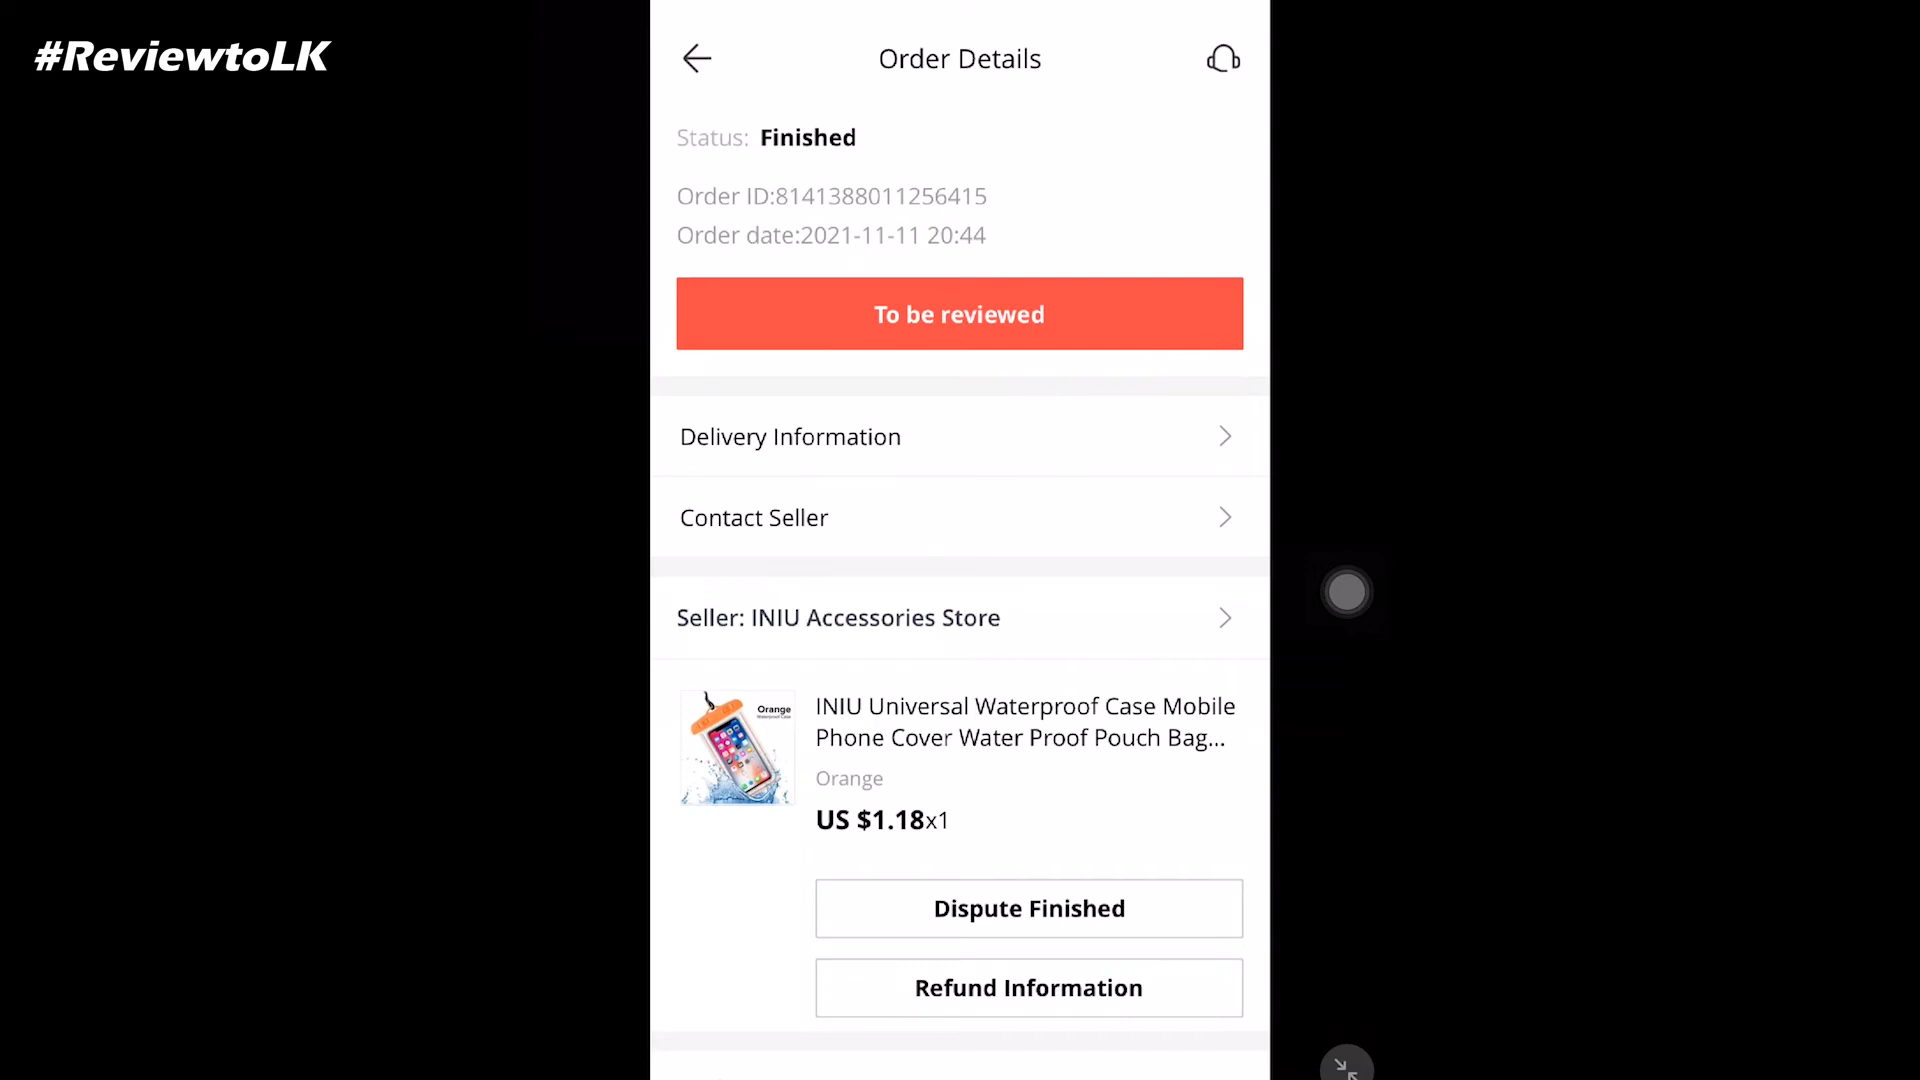 #ReviewtoLK
Order Details
Status: Finished
Order ID:8141388011256415
Order date:2021-11-11 20:44
To be reviewed
Delivery Information
Contact Seller
Seller: INIU Accessories Store
Orange
Waterproof Case
INIU Universal Waterproof Case Mobile
Phone Cover Water Proof Pouch Bag...
Orange
US $1.18x1
Dispute Finished
Refund Information